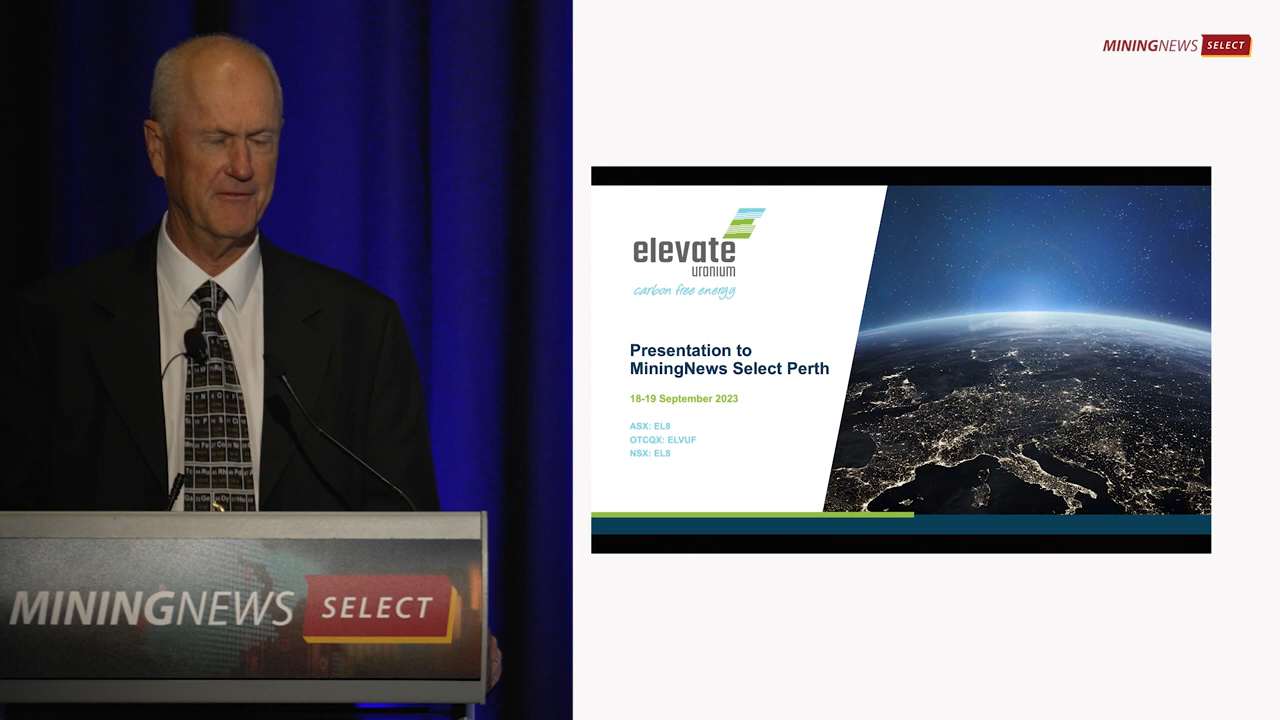 MININGNEWS SELECT
elevate
uranium
carbon free energy
Presentation to
MiningNews Select Perth
18-19 September 2023
ASX: EL8
OTCQX: ELVUF
NSX: EL8
MININGNEWS SELECT